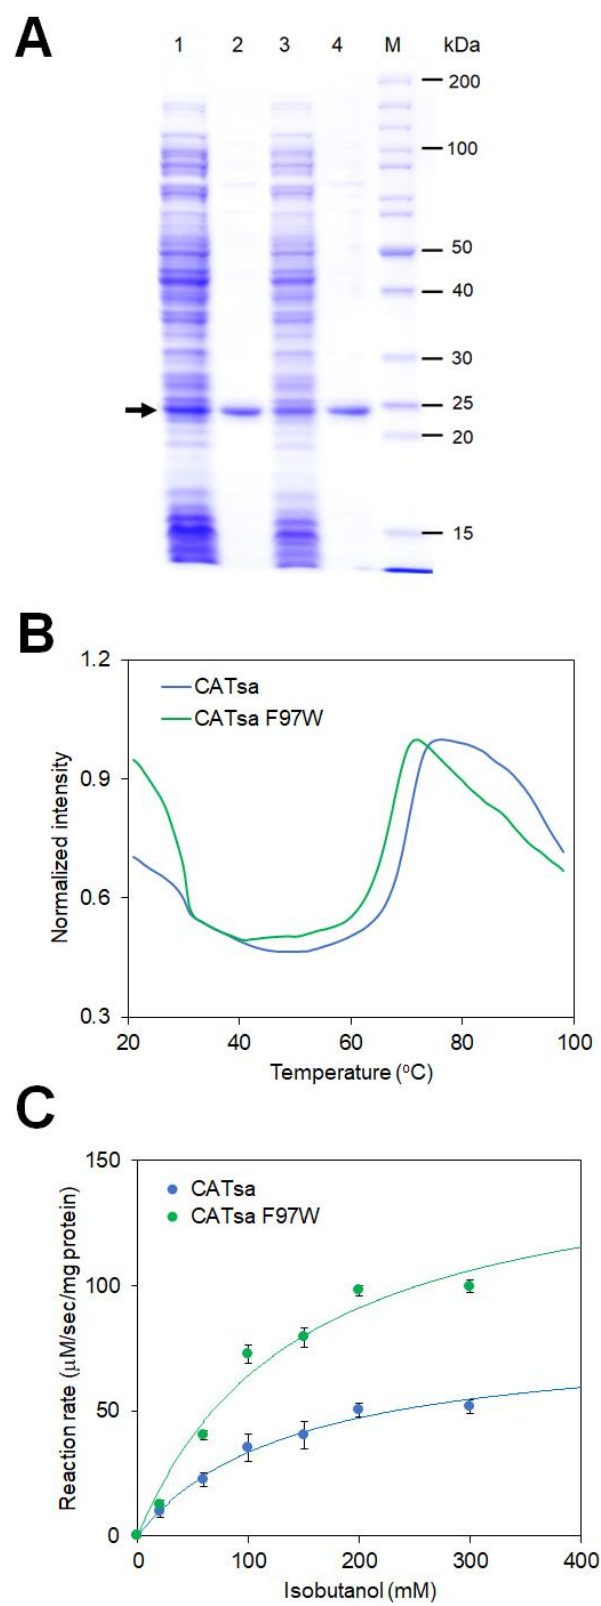 A
1 2 3 4 M kDa
200
100
50
40
30
25
20
15
B
1.2
0.9
0.6
0.3
CATsa
CATsa F97W
Normalized intensity
20 40 60 80 100
Temperature (°C)
C
150
100
50
0
CATsa
CATsa F97W
Reaction rate (μM/sec/mg protein)
0 100 200 300 400
Isobutanol (mM)